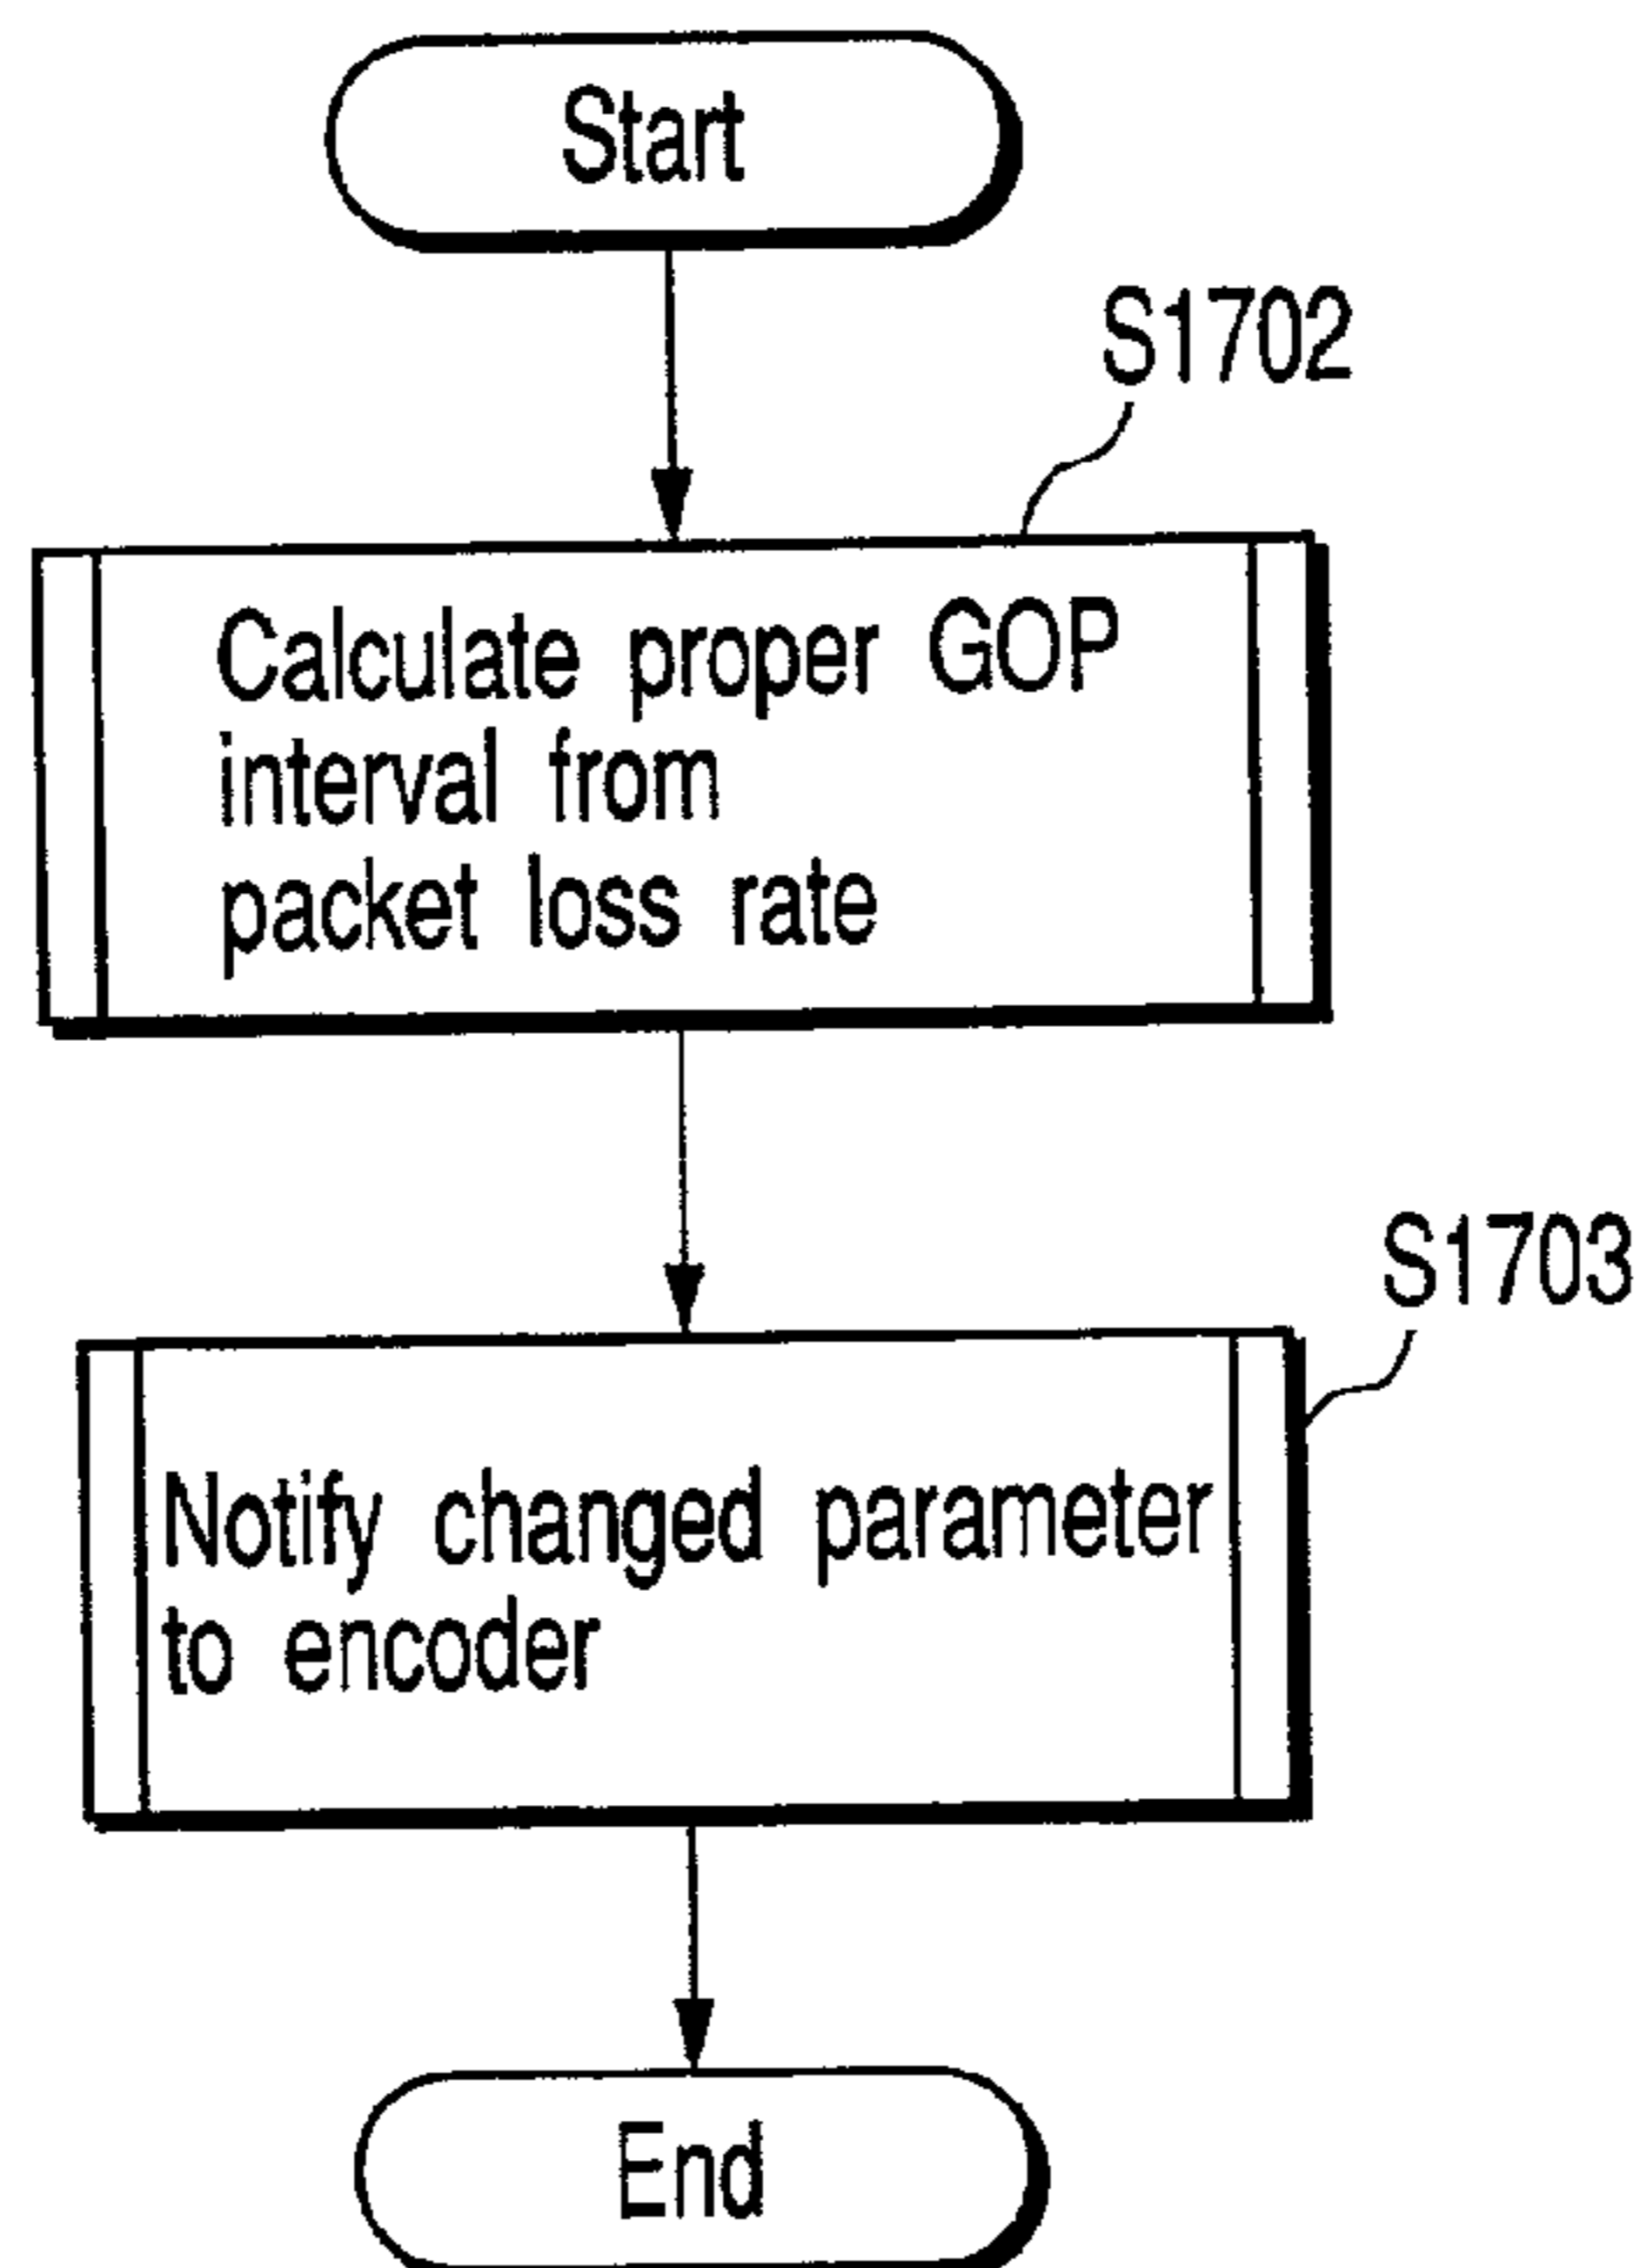 Start
S1702
Calculate proper GOP
interval from
packet loss rate
S1703
Notify changed parameter
to encoder
End